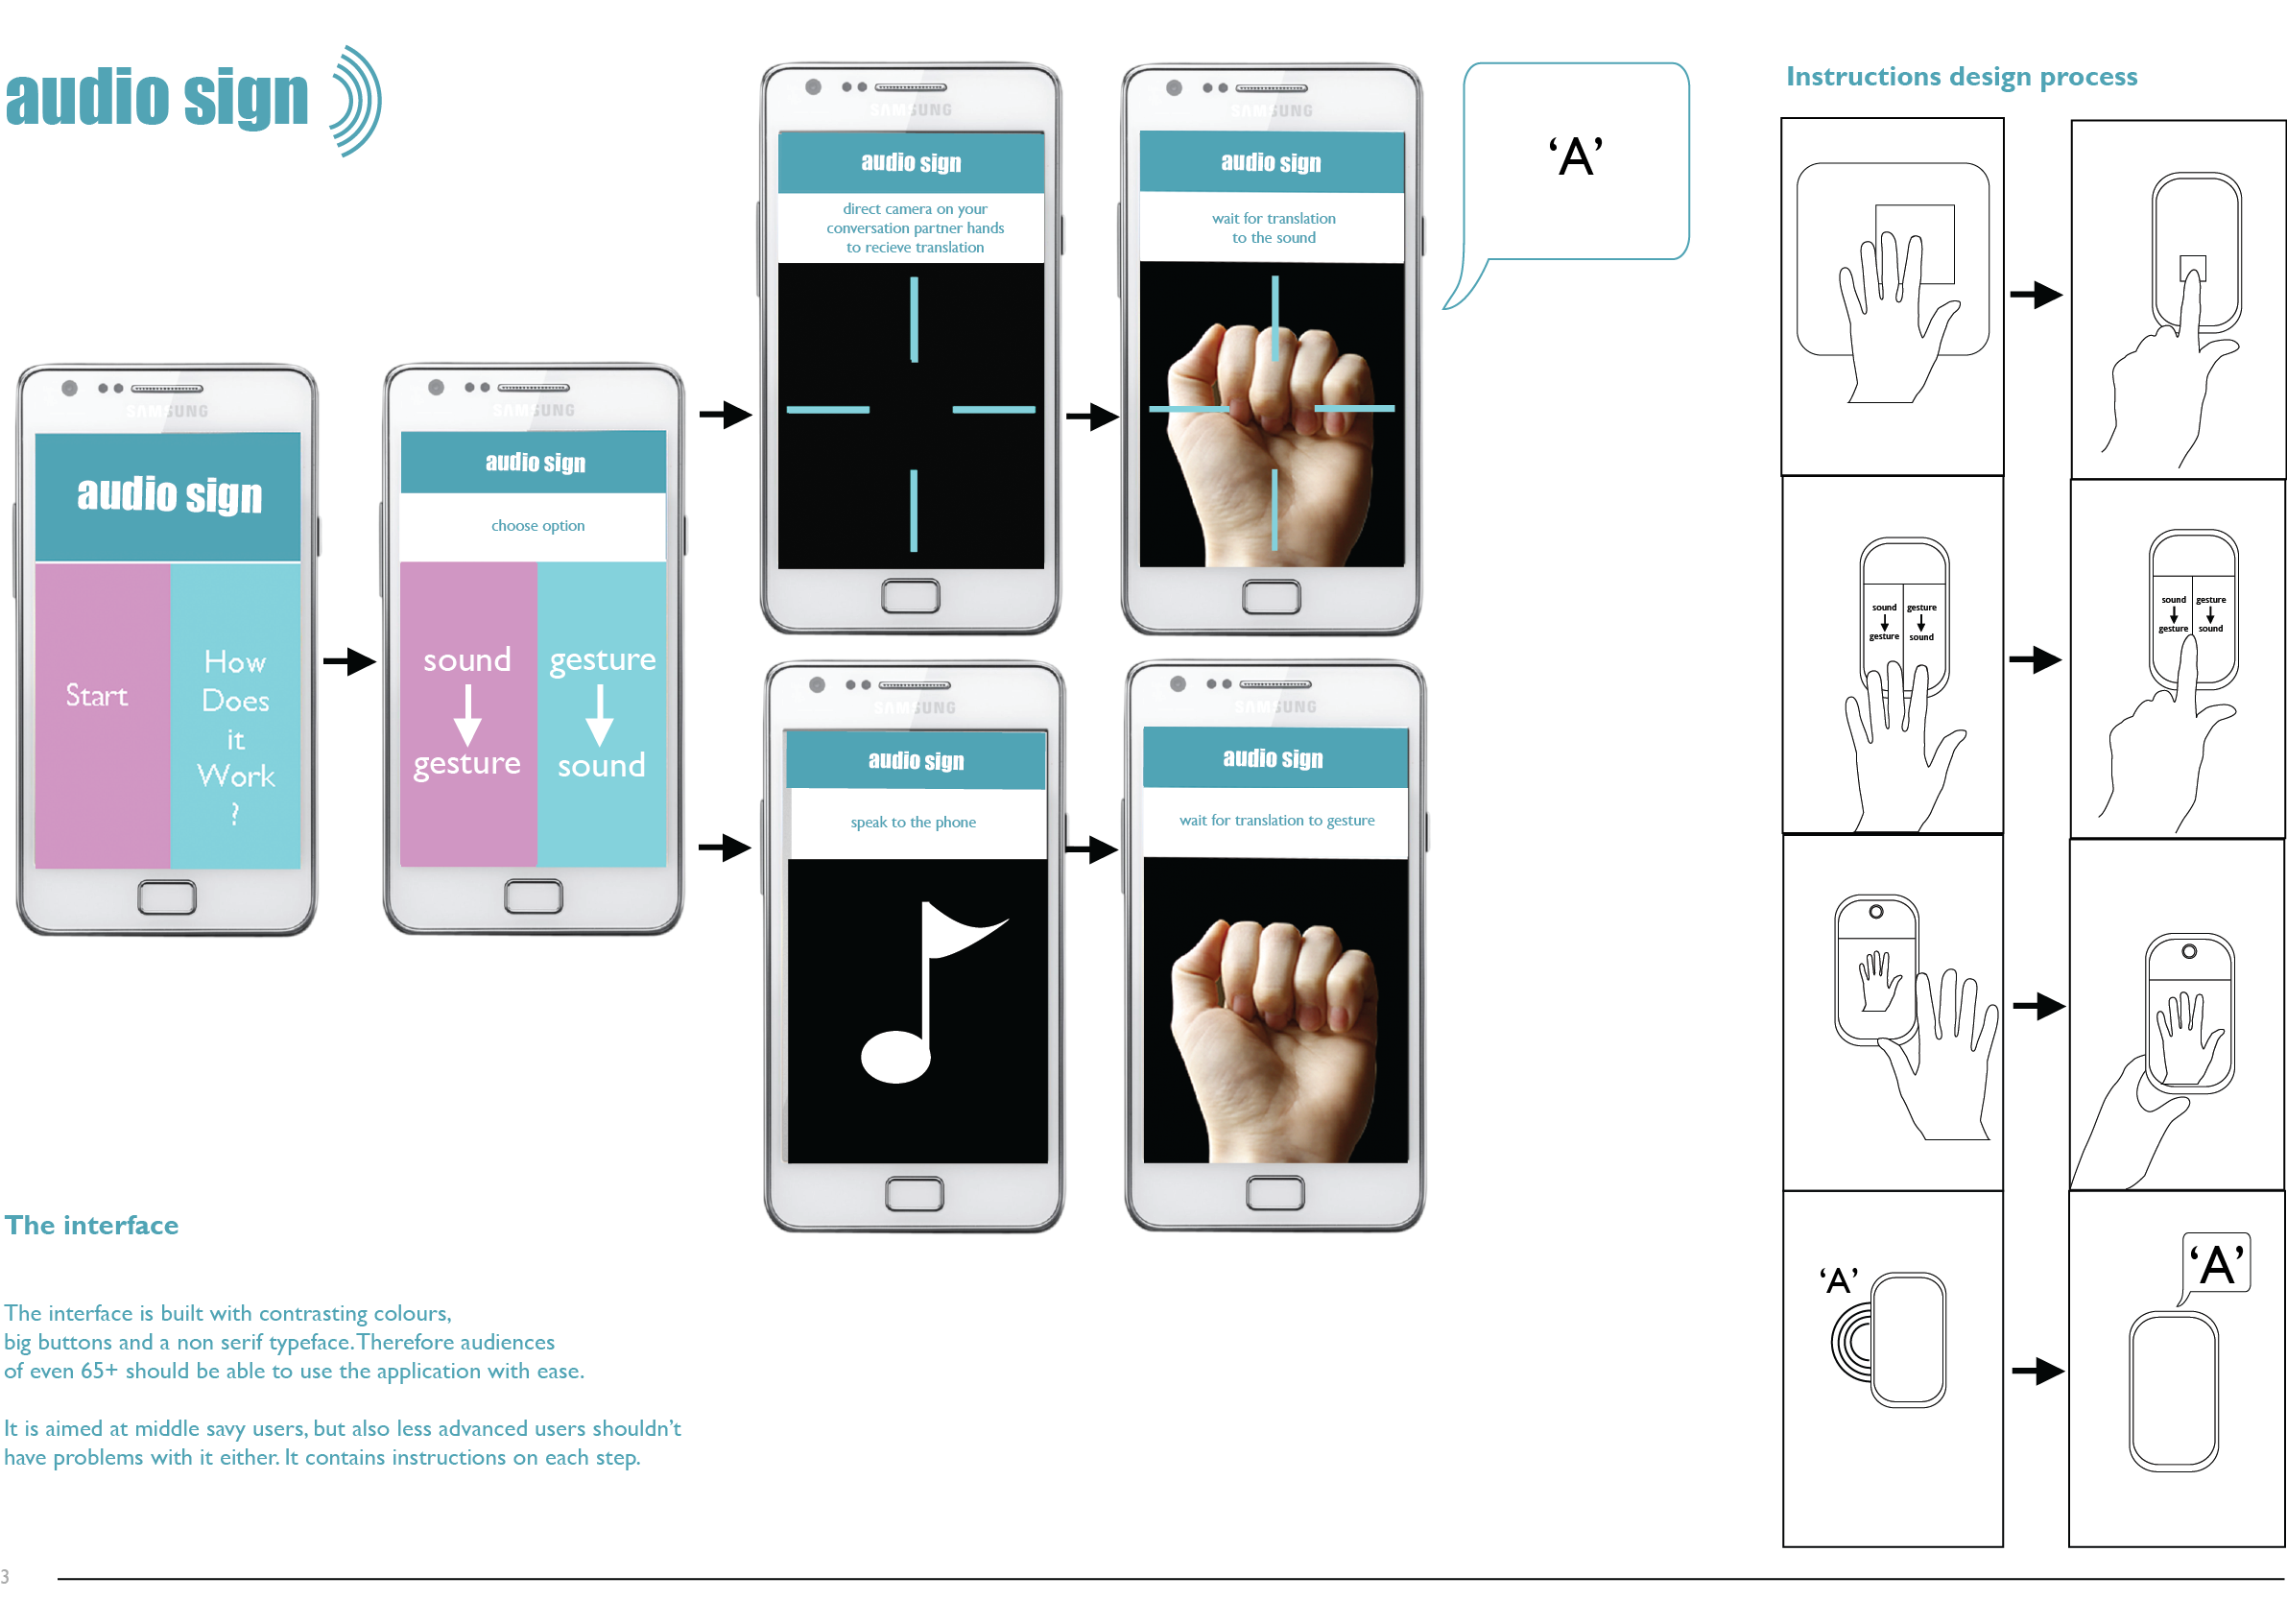 audio sign
SAMSUNG
audio sign
Start
How
Does
it
Work
?
SAMSUNG
audio sign
choose option
sound
gesture
gesture
sound
SAMSUNG
audio sign
direct camera on your
conversation partner hands
to recieve translation
SAMSUNG
audio sign
wait for translation
to the sound
‘A’
SAMSUNG
audio sign
speak to the phone
SAMSUNG
audio sign
wait for translation to gesture
The interface
The interface is built with contrasting colours,
big buttons and a non serif typeface.Therefore audiences
of even 65+ should be able to use the application with ease.
It is aimed at middle savy users, but also less advanced users shouldn’t
have problems with it either. It contains instructions on each step.
Instructions design process
sound gesture
gesture sound
sound gesture
gesture sound
‘A’
‘A’
3